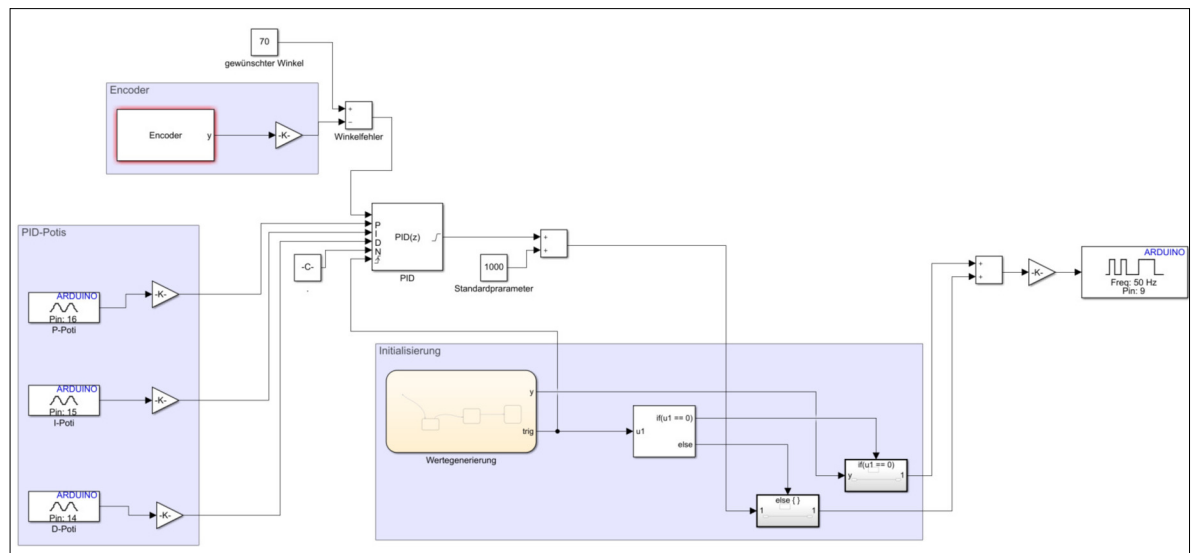 70
gewünschter Winkel
Encoder
Encoder
y
-K-
+
−
Winkelfehler
PID-Potis
ARDUINO
Pin: 16
P-Poti
-K-
ARDUINO
Pin: 15
I-Poti
-K-
ARDUINO
Pin: 14
D-Poti
-K-
-C-
.
P
I
D
N
PID(z)
PID
1000
Standardprarameter
+
+
Initialisierung
y
trig
Wertegenerierung
u1
if(u1 == 0)
else
if(u1 == 0)
y
1
else { }
1
1
+
+
-K-
ARDUINO
Freq: 50 Hz
Pin: 9